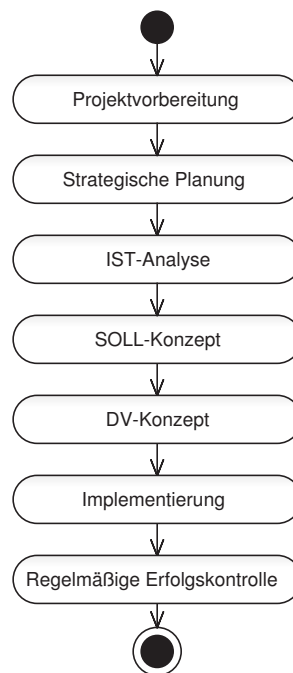 Projektvorbereitung
Strategische Planung
IST-Analyse
SOLL-Konzept
DV-Konzept
Implementierung
Regelmäßige Erfolgskontrolle